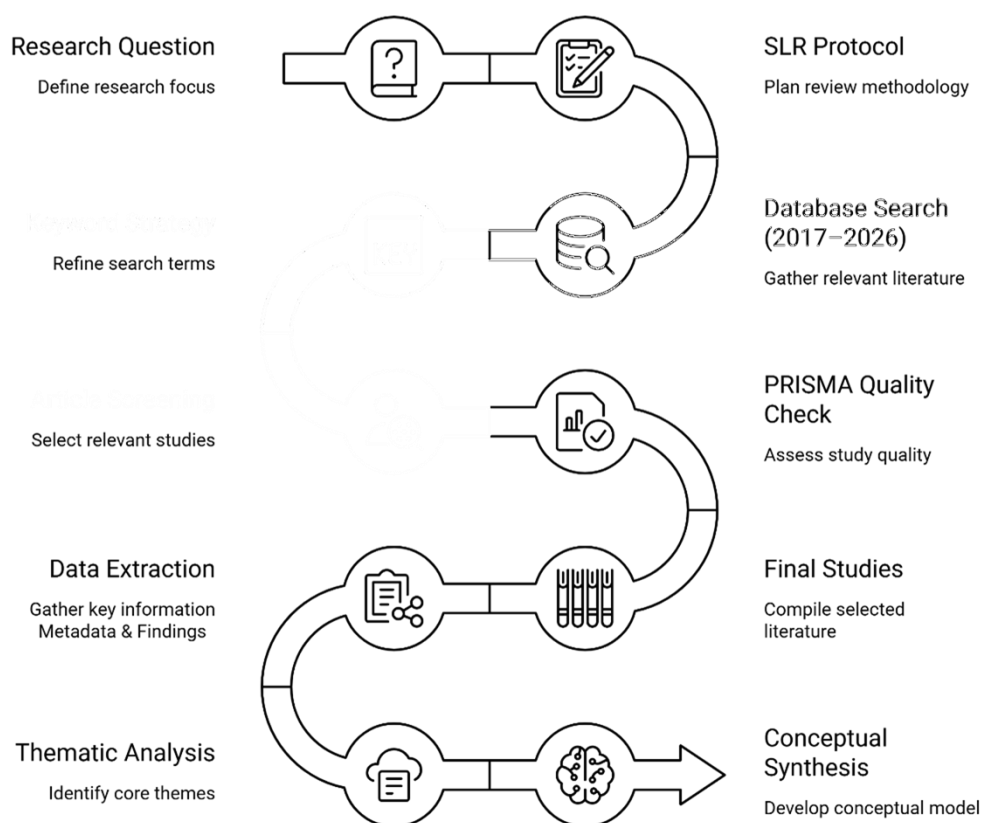 Research Question
Define research focus
SLR Protocol
Plan review methodology
Database Search
(2017–2026)
Gather relevant literature
Keyword Strategy
Refine search terms
Select relevant studies
PRISMA Quality
Check
Assess study quality
Final Studies
Compile selected
literature
Data Extraction
Gather key information
Metadata & Findings
Thematic Analysis
Identify core themes
Conceptual
Synthesis
Develop conceptual model